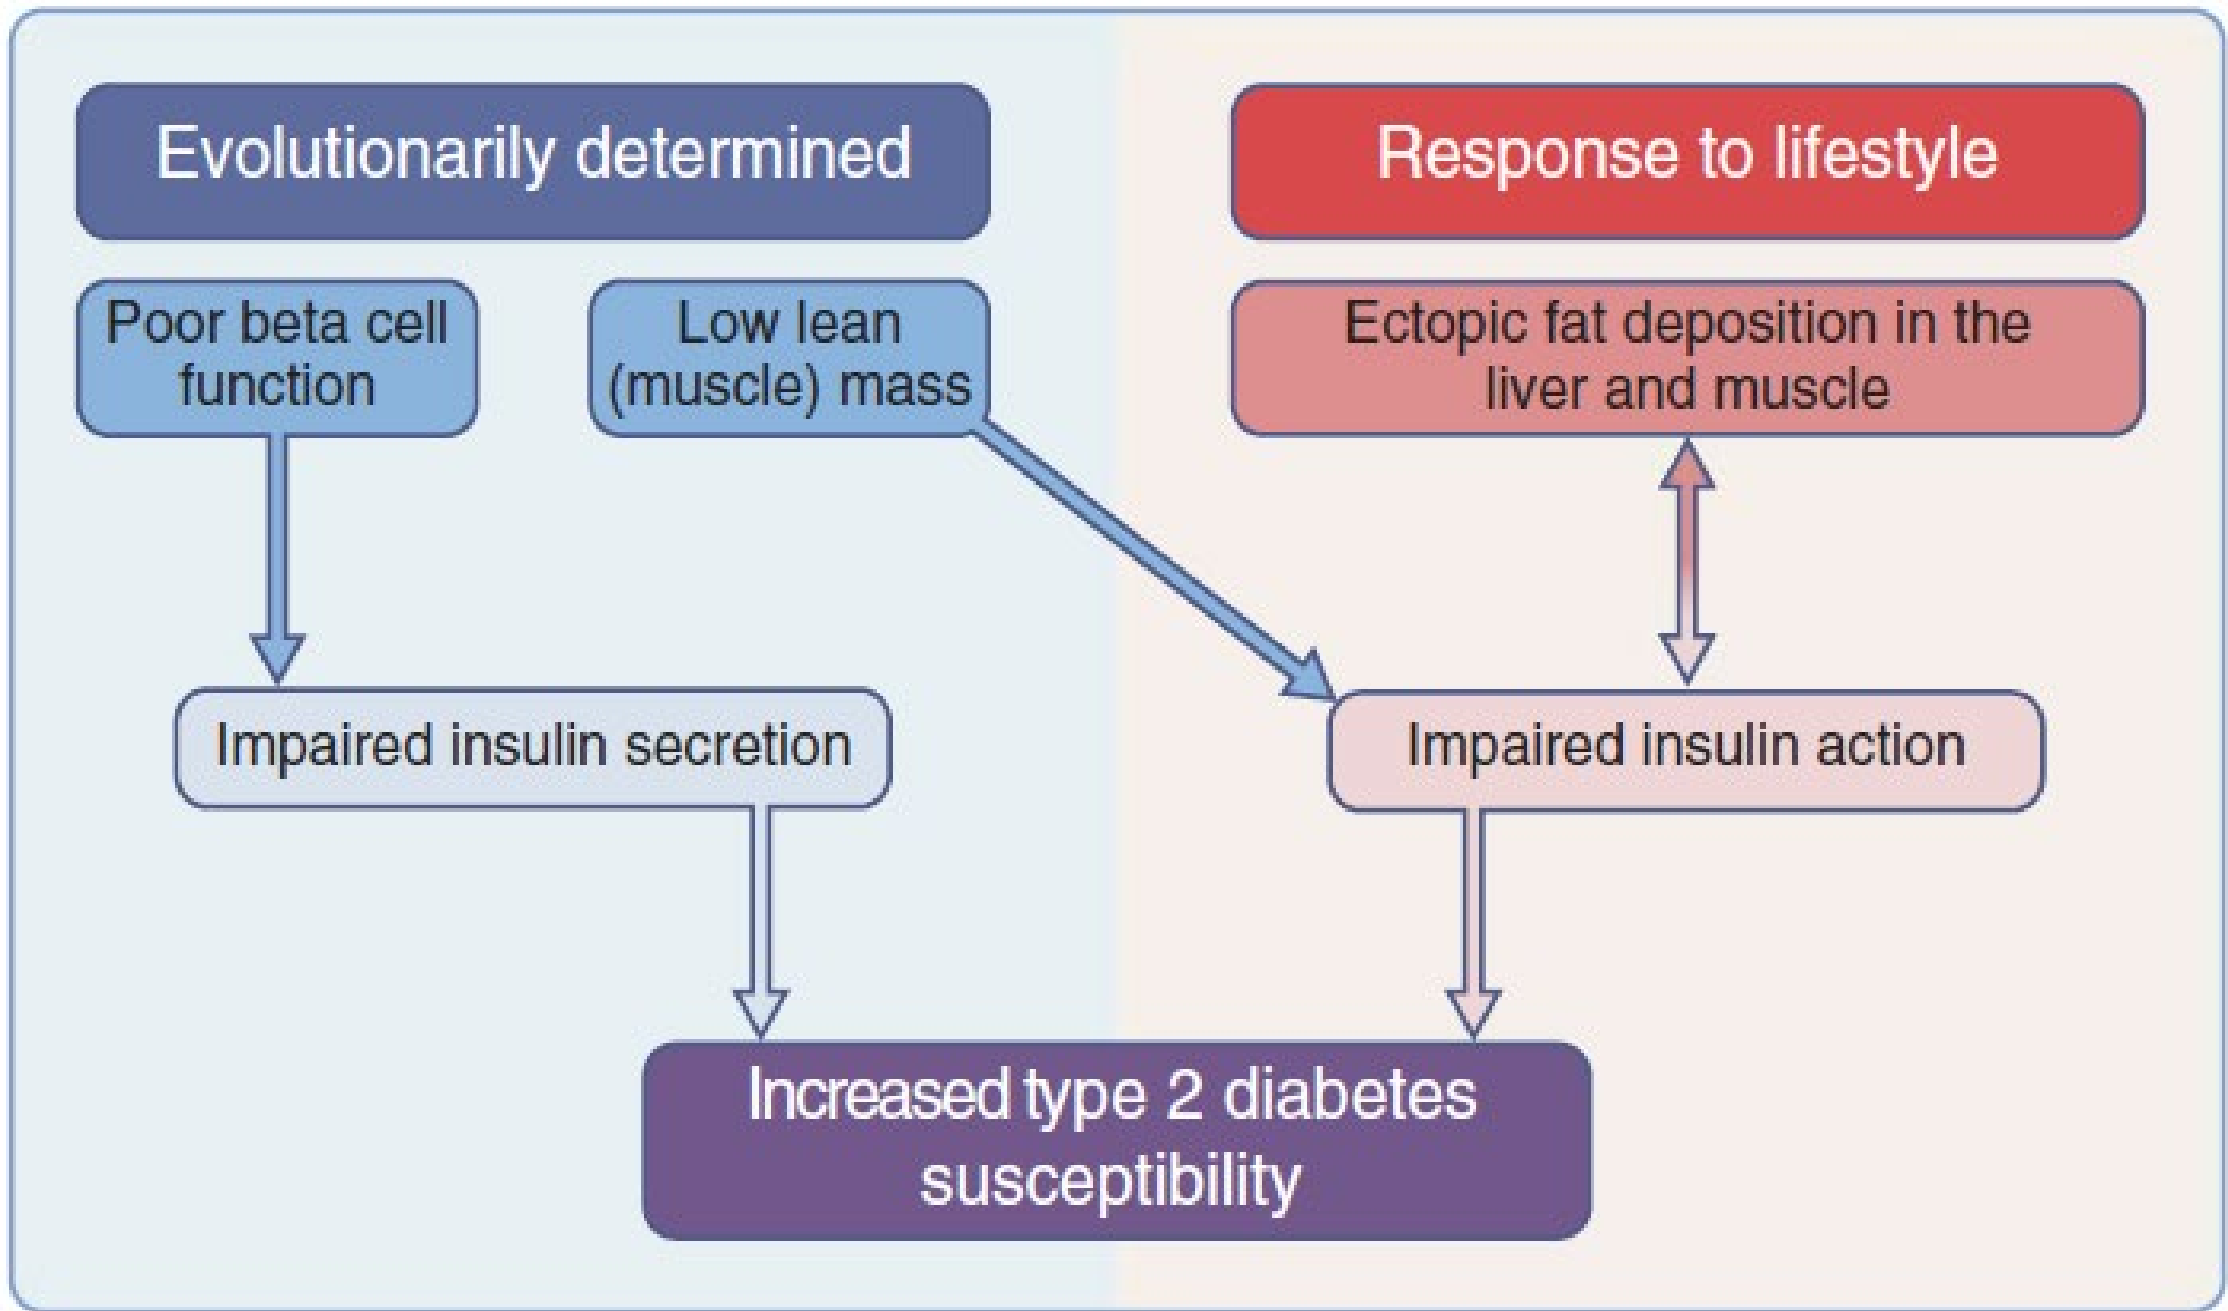 Evolutionarily determined
Response to lifestyle
Poor beta cell
function
Low lean
(muscle) mass
Ectopic fat deposition in the
liver and muscle
Impaired insulin secretion
Impaired insulin action
Increased type 2 diabetes
susceptibility